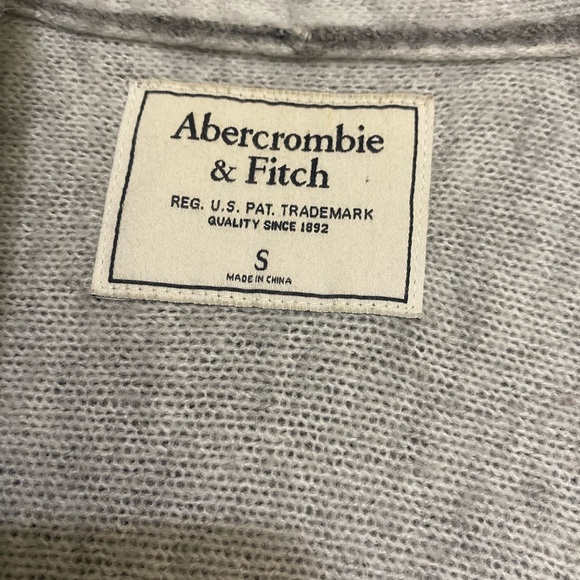 Abercrombie
& Fitch
REG. U.S. PAT. TRADEMARK
QUALITY SINCE 1892
S
MADE IN CHINA